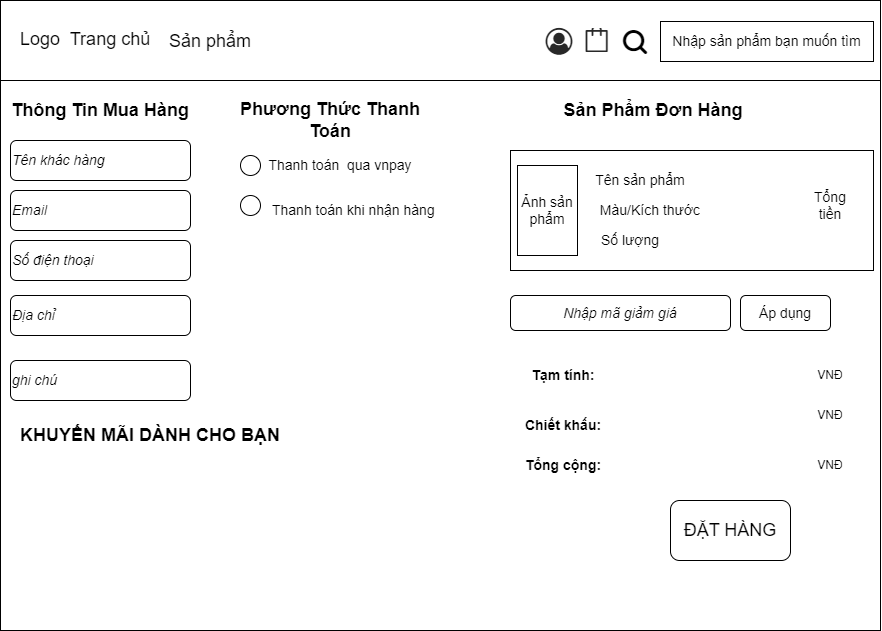 Logo Trang chủ Sản phẩm
Nhập sản phẩm bạn muốn tìm
Thông Tin Mua Hàng
Tên khác hàng
Email
Số điện thoại
Địa chỉ
ghi chú
KHUYẾN MÃI DÀNH CHO BẠN
Phương Thức Thanh
Toán
Thanh toán qua vnpay
Thanh toán khi nhận hàng
Sản Phẩm Đơn Hàng
Ảnh sản
phẩm
Tên sản phẩm
Màu/Kích thước
Số lượng
Tổng
tiền
Nhập mã giảm giá
Áp dụng
Tạm tính: VNĐ
Chiết khấu: VNĐ
Tổng cộng: VNĐ
ĐẶT HÀNG